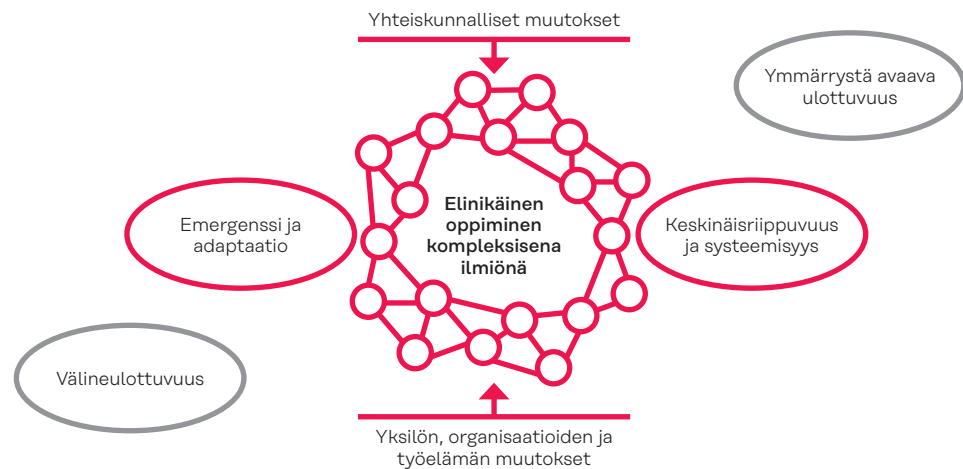 Yhteiskunnalliset muutokset
Ymmärrystä avaava
ulottuvuus
Elinikäinen
oppiminen
kompleksisena
ilmiönä
Emergenssi ja
adaptaatio
Keskinäisriippuvuus
ja systeemisyys
Välineulottuvuus
Yksilön, organisaatioiden ja
työelämän muutokset